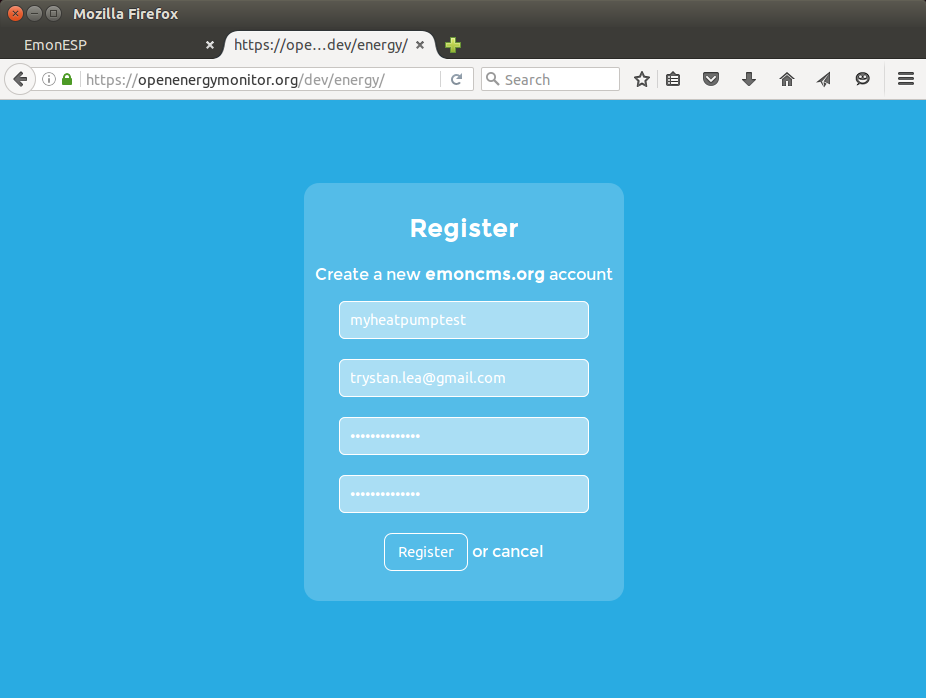 Mozilla Firefox
EmonESP
https://ope...dev/energy/
https://openenergymonitor.org/dev/energy/
Search
Register
Create a new emoncms.org account
myheatpumptest
trystan.lea@gmail.com
••••••••••••••
••••••••••••••
Register or cancel